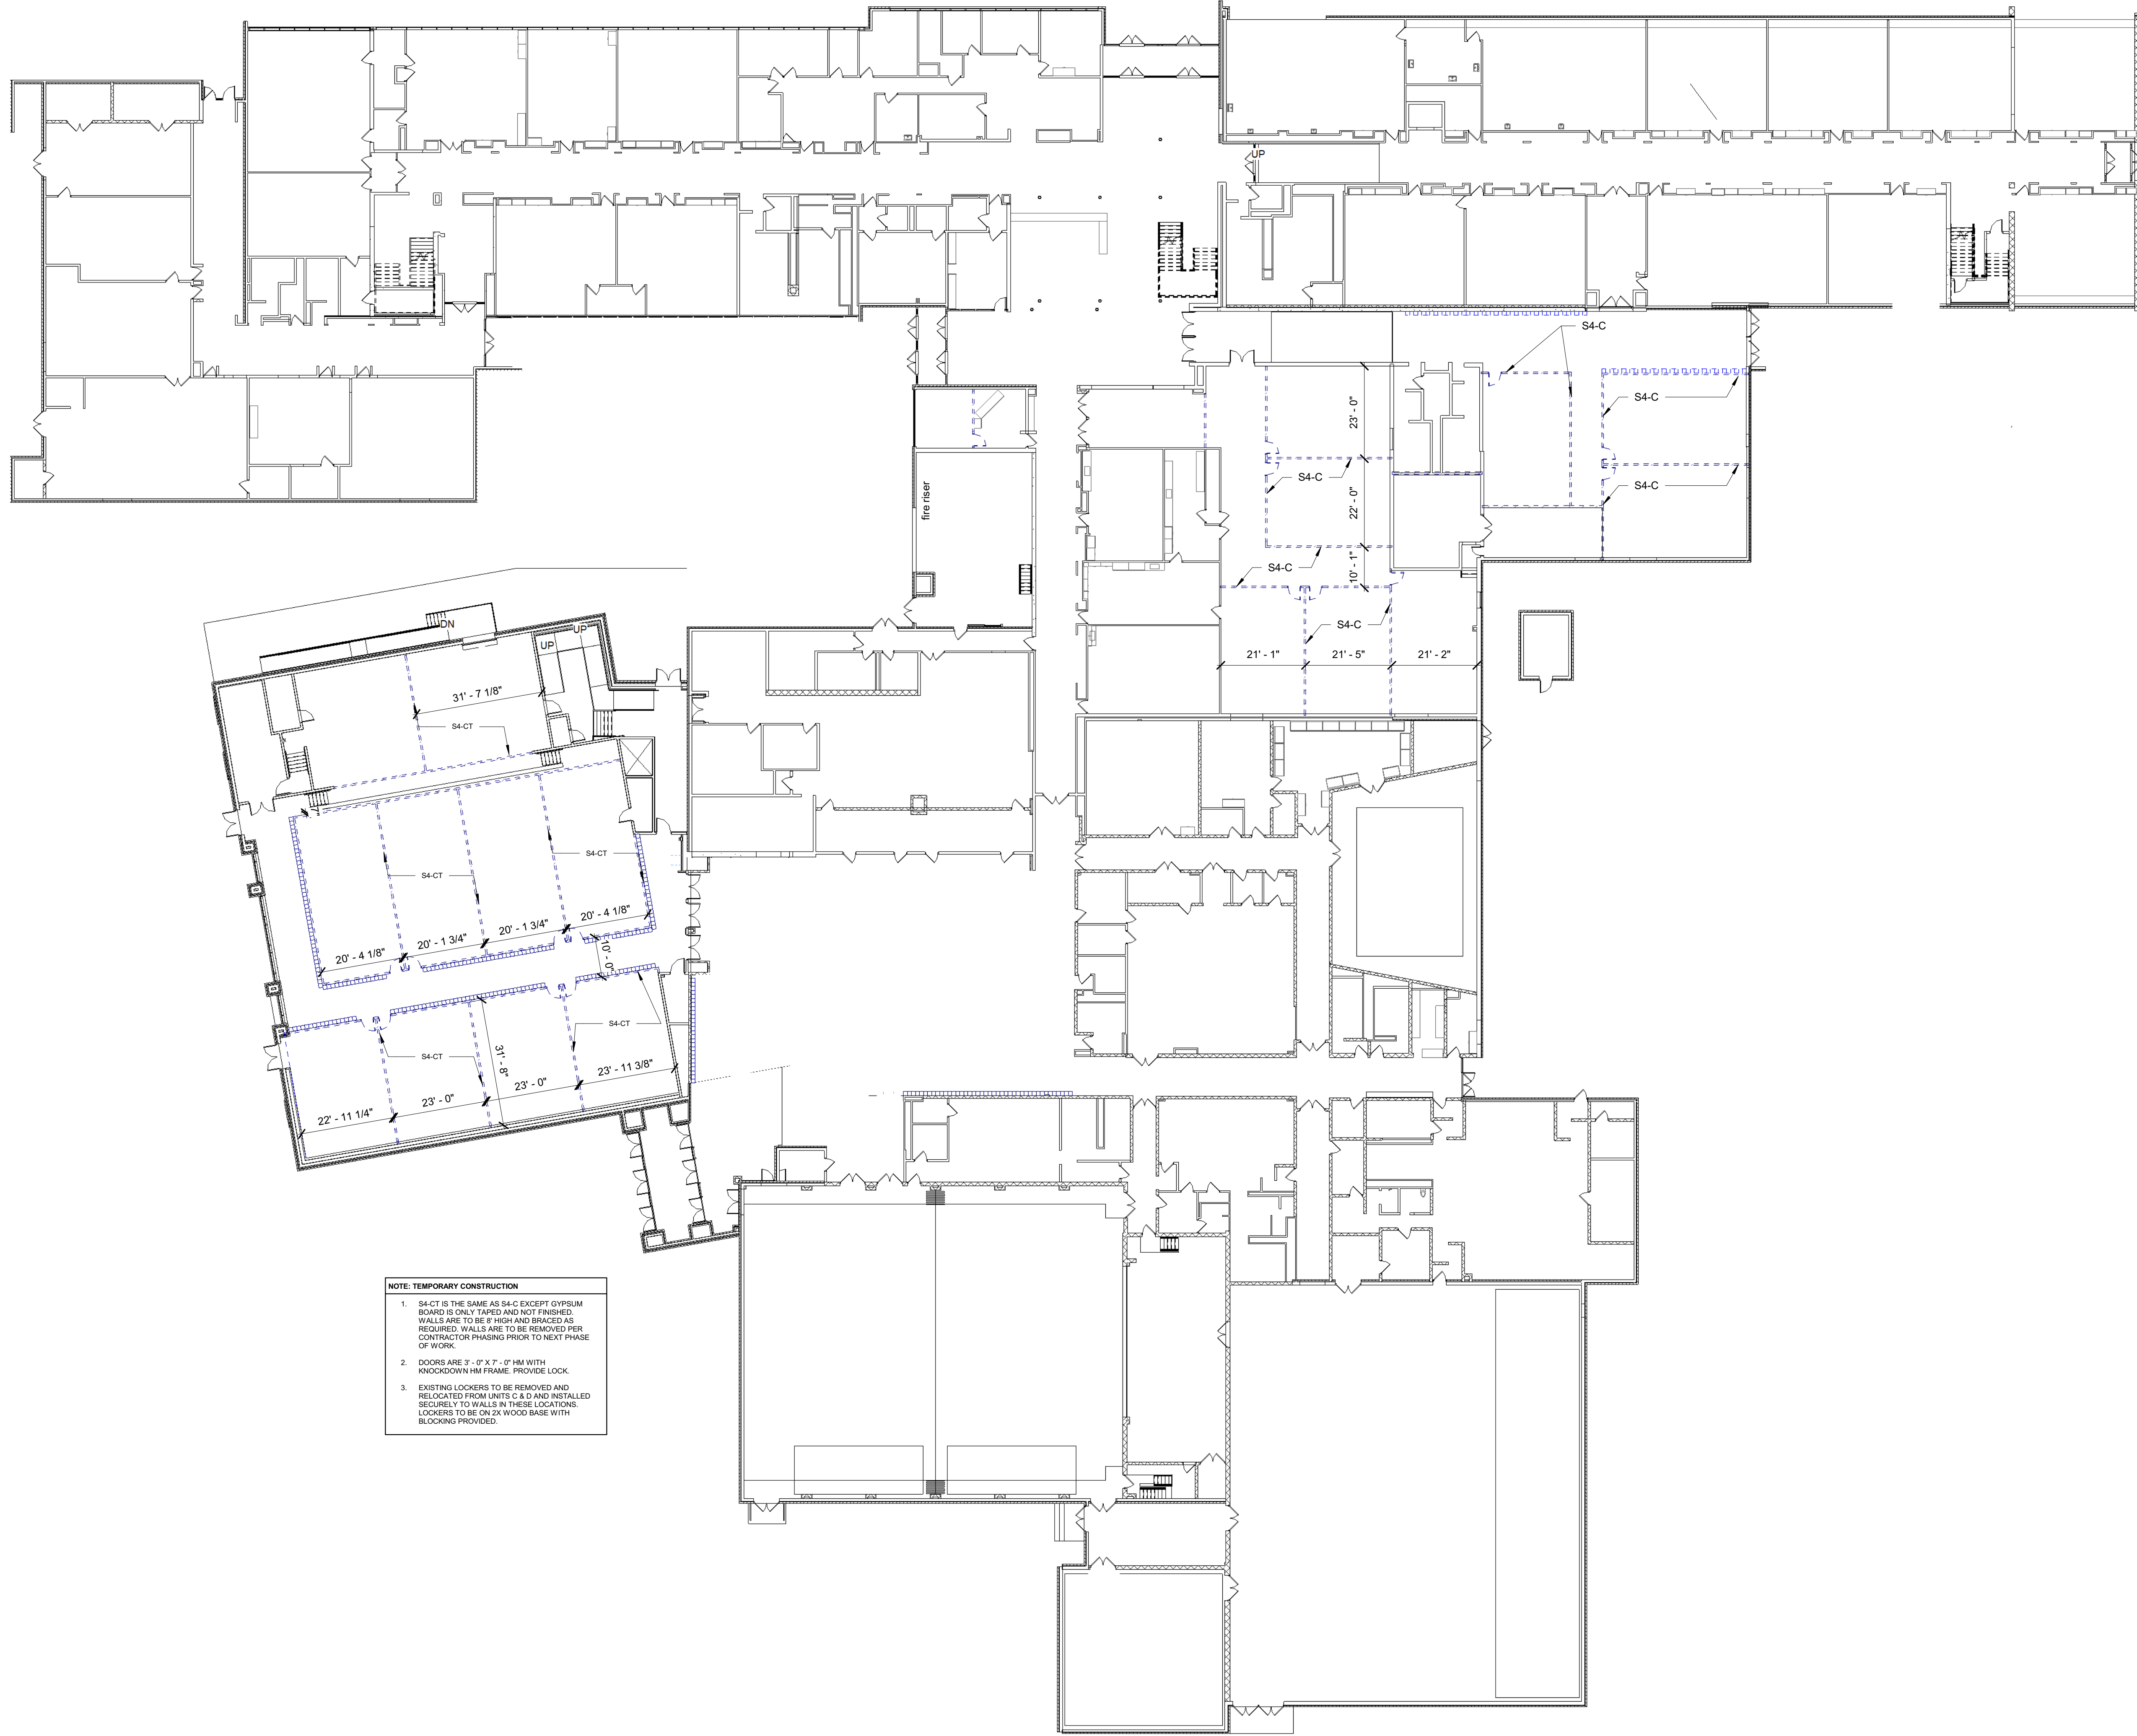 UP
S4-C
S4-C
S4-C
S4-C
23' - 0"
22' - 0"
10' - 1"
S4-C
S4-C
S4-C
21' - 1"
21' - 5"
21' - 2"
fire riser
DN
UP
UP
31' - 7 1/8"
S4-CT
S4-CT
S4-CT
20' - 4 1/8"
20' - 1 3/4"
20' - 1 3/4"
20' - 4 1/8"
10' - 0"
S4-CT
S4-CT
31' - 8"
22' - 11 1/4"
23' - 0"
23' - 0"
23' - 11 3/8"
NOTE: TEMPORARY CONSTRUCTION
1. S4-CT IS THE SAME AS S4-C EXCEPT GYPSUM
BOARD IS ONLY TAPED AND NOT FINISHED.
WALLS ARE TO BE 8' HIGH AND BRACED AS
REQUIRED. WALLS ARE TO BE REMOVED PER
CONTRACTOR PHASING PRIOR TO NEXT PHASE
OF WORK.
2. DOORS ARE 3' - 0" X 7' - 0" HM WITH
KNOCKDOWN HM FRAME. PROVIDE LOCK.
3. EXISTING LOCKERS TO BE REMOVED AND
RELOCATED FROM UNITS C & D AND INSTALLED
SECURELY TO WALLS IN THESE LOCATIONS.
LOCKERS TO BE ON 2X WOOD BASE WITH
BLOCKING PROVIDED.